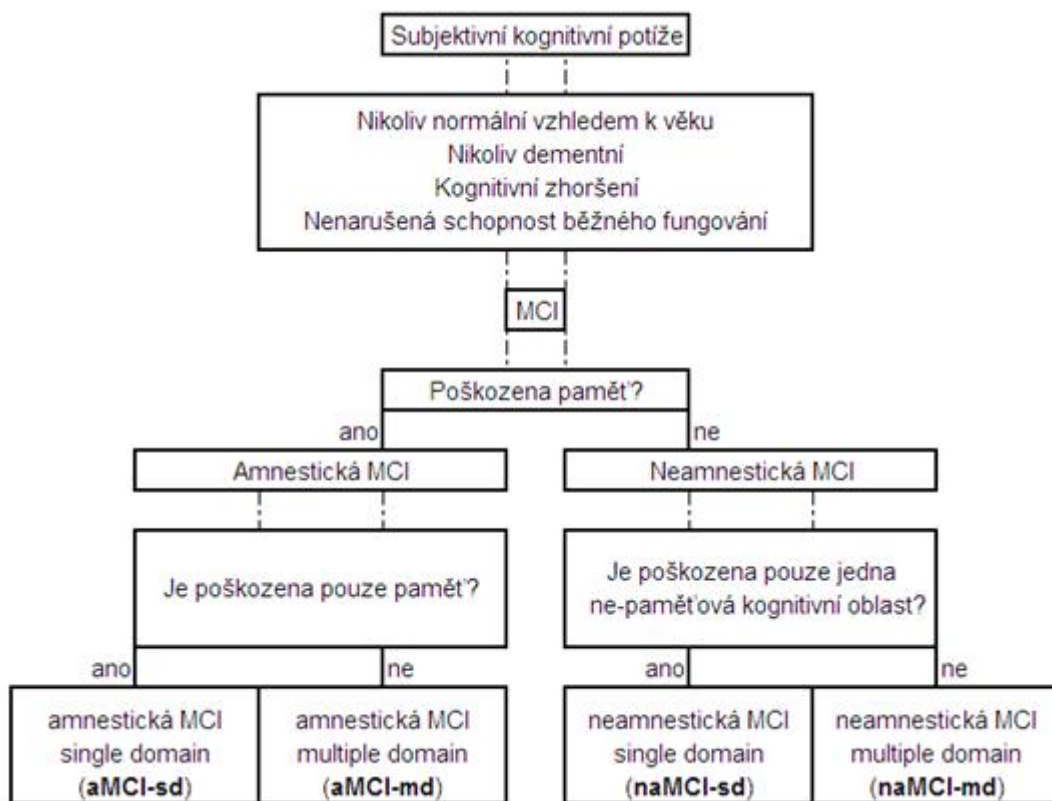 Subjektivní kognitivní potíže
Nikoliv normální vzhledem k věku
Nikoliv dementní
Kognitivní zhoršení
Nenarušená schopnost běžného fungování
MCI
Poškozena paměť?
ano
ne
Amnestická MCI
Neamnestická MCI
Je poškozena pouze paměť?
Je poškozena pouze jedna
ne-paměťová kognitivní oblast?
ano
ne
ano
ne
amnestická MCI
single domain
(aMCI-sd)
amnestická MCI
multiple domain
(aMCI-md)
neamnestická MCI
single domain
(naMCI-sd)
neamnestická MCI
multiple domain
(naMCI-md)